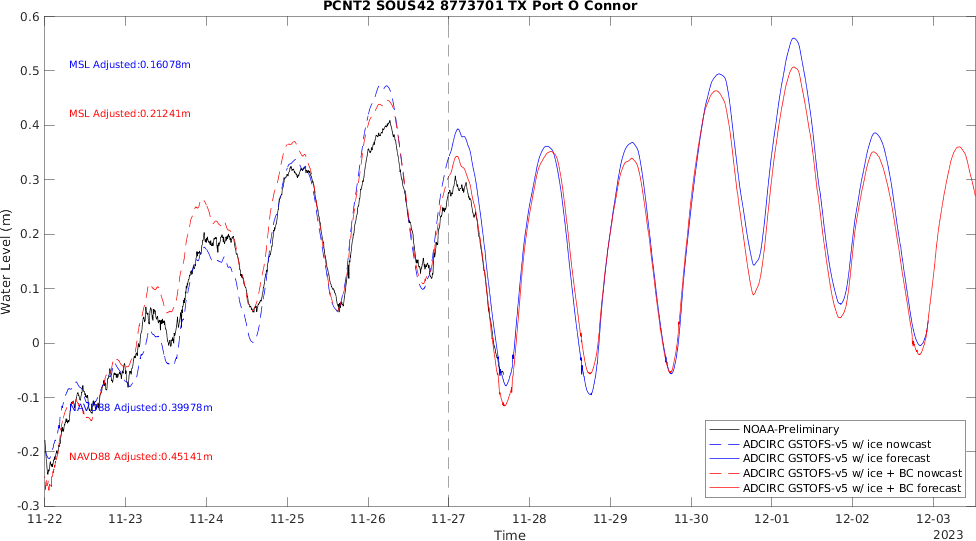 PCNT2 SOUS42 8773701 TX Port O Connor
0.6
0.5
0.4
0.3
0.2
0.1
0
-0.1
-0.2
-0.3
Water Level (m)
MSL Adjusted:0.16078m
MSL Adjusted:0.21241m
NAVD88 Adjusted:0.39978m
NAVD88 Adjusted:0.45141m
NOAA-Preliminary
ADCIRC GSTOFS-v5 w/ ice nowcast
ADCIRC GSTOFS-v5 w/ ice forecast
ADCIRC GSTOFS-v5 w/ ice + BC nowcast
ADCIRC GSTOFS-v5 w/ ice + BC forecast
11-22 11-23 11-24 11-25 11-26 11-27 11-28 11-29 11-30 12-01 12-02 12-03
Time
2023